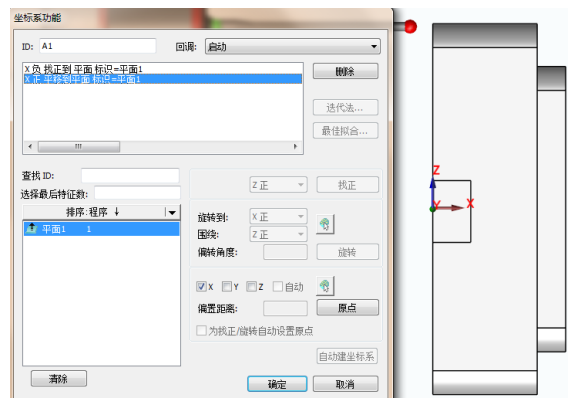 坐标系功能
ID: A1 回调: 启动
X 负 找正到 平面 标识=平面1
X 正 平移到平面 标识=平面1
删除
迭代法...
最佳拟合...
查找 ID:
选择最后特征数:
排序:程序 ↓
平面1 1
清除
Z 正 找正
旋转到: X 正
围绕: Z 正
偏转角度: 旋转
X Y Z 自动
偏置距离: 原点
为找正/旋转自动设置原点
自动建坐标系
确定 取消
Z
Y X